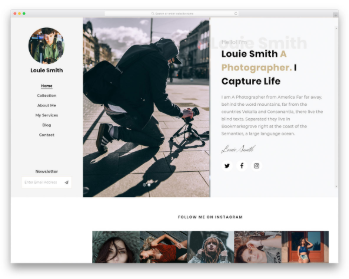 Louie Smith
Home
Collection
About Me
My Services
Blog
Contact
Newsletter
Enter Email Address
Louie Smith
Louie Smith A
Photographer. I
Capture Life
I am A Photographer from America Far far away,
behind the word mountains, far from the
countries Vokalia and Consonantia, there live the
blind texts. Separated they live in
Bookmarksgrove right at the coast of the
Semantics, a large language ocean.
Louie Smith
FOLLOW ME ON INSTAGRAM